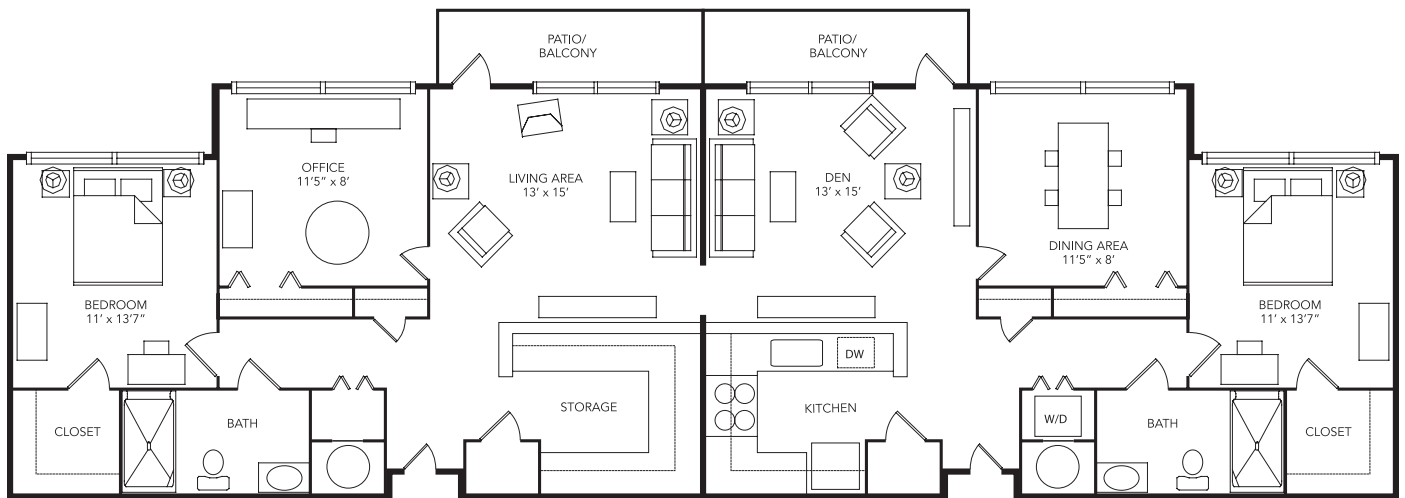 PATIO/
BALCONY
PATIO/
BALCONY
OFFICE
11'5" x 8'
LIVING AREA
13' x 15'
DEN
13' x 15'
DINING AREA
11'5" x 8'
BEDROOM
11' x 13'7"
BEDROOM
11' x 13'7"
DW
CLOSET
BATH
STORAGE
KITCHEN
W/D
BATH
CLOSET